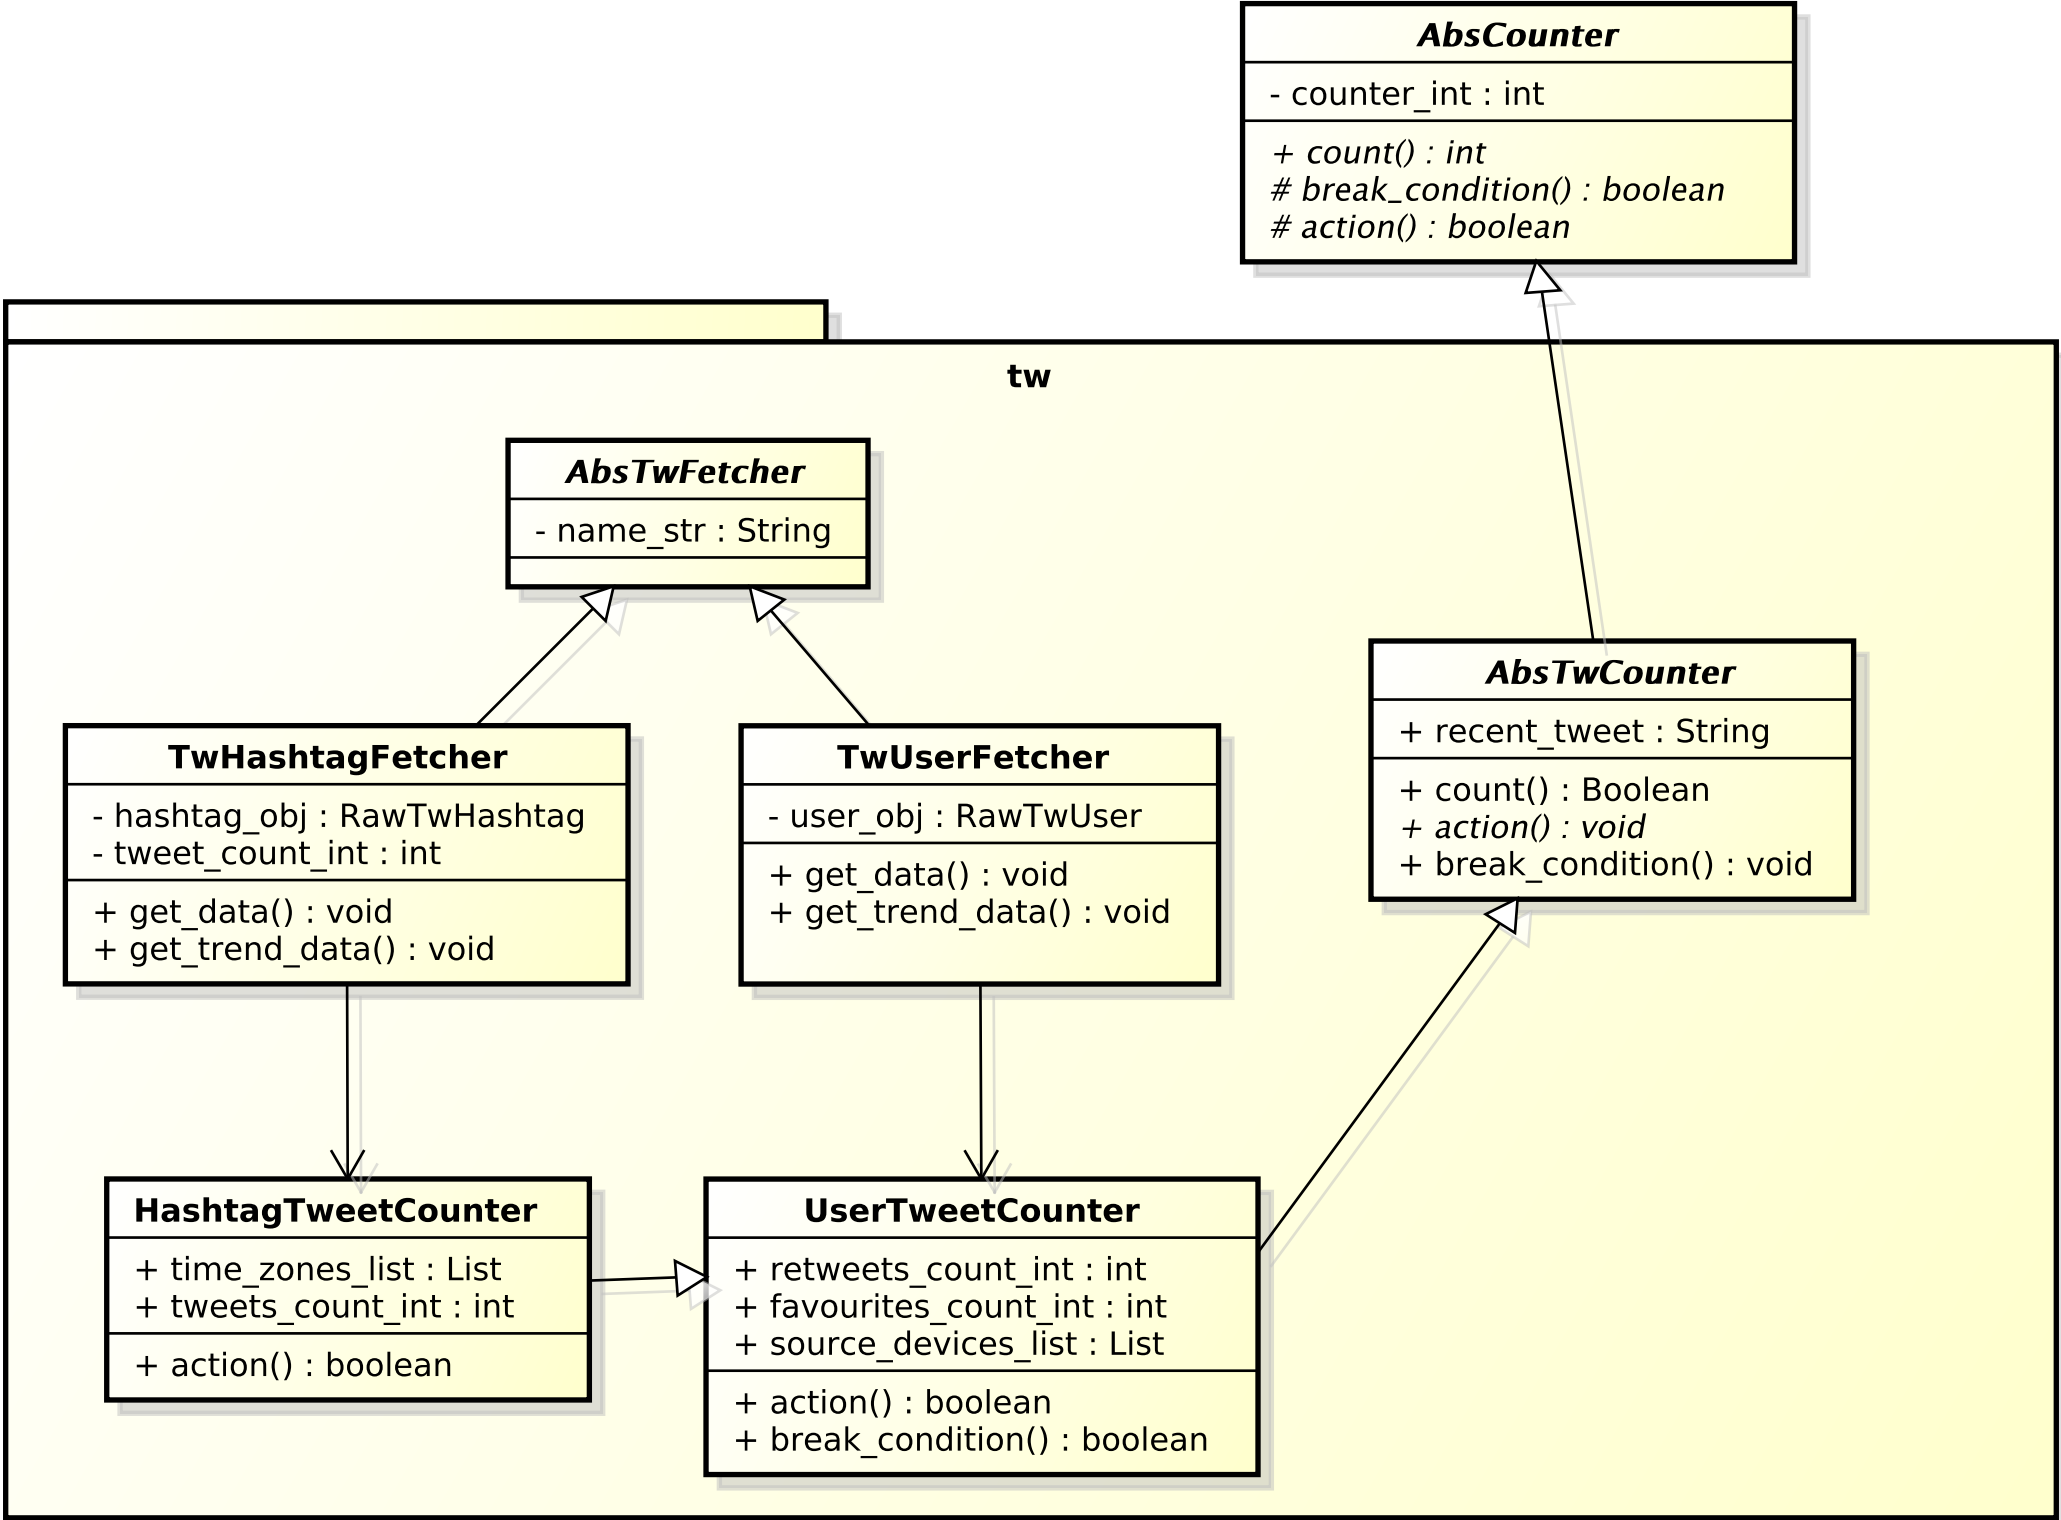 AbsCounter
- counter_int : int
+ count() : int
# break_condition() : boolean
# action() : boolean
tw
AbsTwFetcher
- name_str : String
TwHashtagFetcher
- hashtag_obj : RawTwHashtag
- tweet_count_int : int
+ get_data() : void
+ get_trend_data() : void
TwUserFetcher
- user_obj : RawTwUser
+ get_data() : void
+ get_trend_data() : void
AbsTwCounter
+ recent_tweet : String
+ count() : Boolean
+ action() : void
+ break_condition() : void
HashtagTweetCounter
+ time_zones_list : List
+ tweets_count_int : int
+ action() : boolean
UserTweetCounter
+ retweets_count_int : int
+ favourites_count_int : int
+ source_devices_list : List
+ action() : boolean
+ break_condition() : boolean